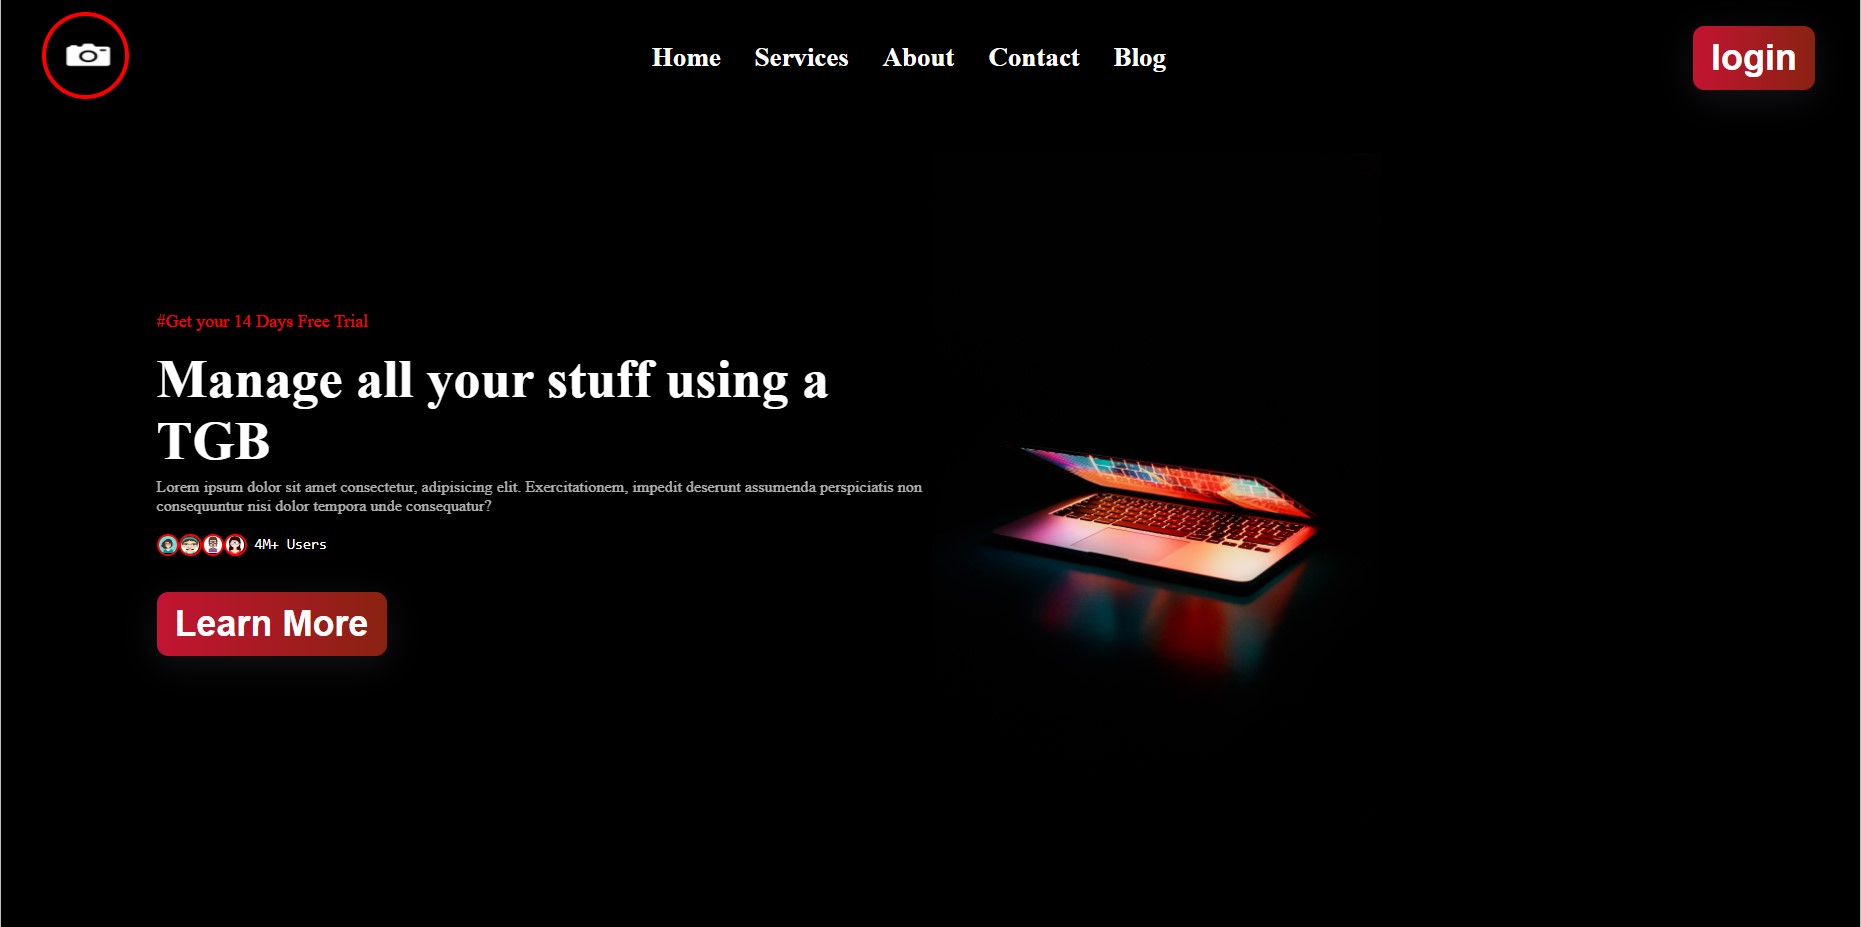 Home Services About Contact Blog
login
#Get your 14 Days Free Trial
Manage all your stuff using a
TGB
Lorem ipsum dolor sit amet consectetur, adipisicing elit. Exercitationem, impedit deserunt assumenda perspiciatis non
consequuntur nisi dolor tempora unde consequatur?
4M+ Users
Learn More